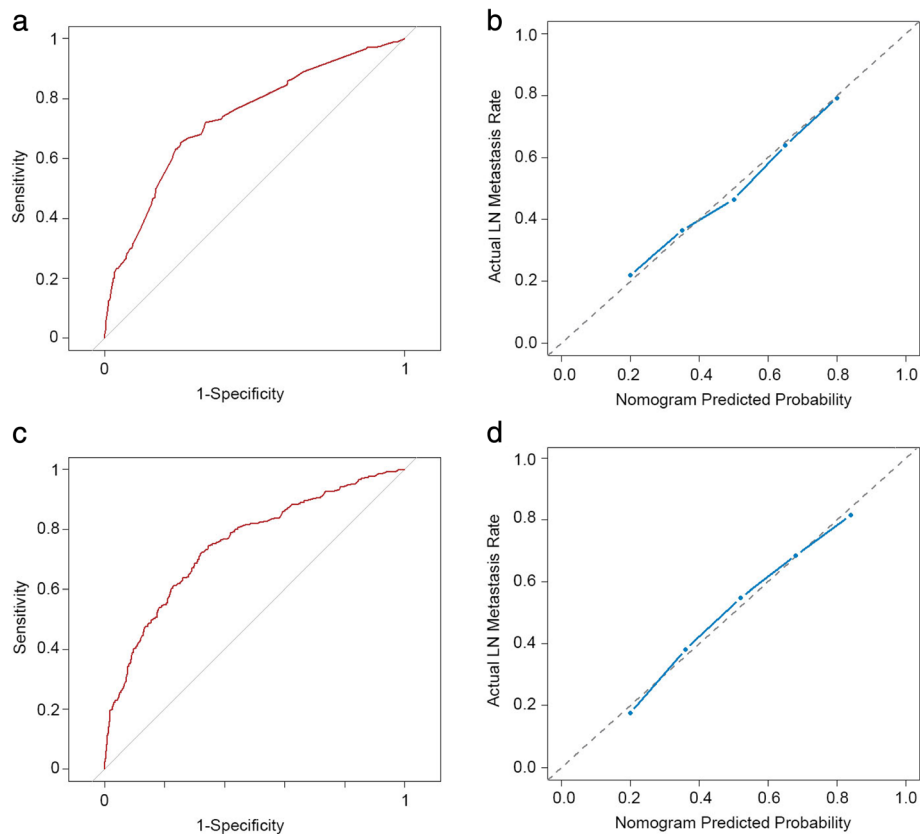 a
1
0.8
0.6
0.4
0.2
0
Sensitivity
0 1
1-Specificity
b
1.0
0.8
0.6
0.4
0.2
0.0
Actual LN Metastasis Rate
0.0 0.2 0.4 0.6 0.8 1.0
Nomogram Predicted Probability
c
1
0.8
0.6
0.4
0.2
0
Sensitivity
0 1
1-Specificity
d
1.0
0.8
0.6
0.4
0.2
0.0
Actual LN Metastasis Rate
0.0 0.2 0.4 0.6 0.8 1.0
Nomogram Predicted Probability